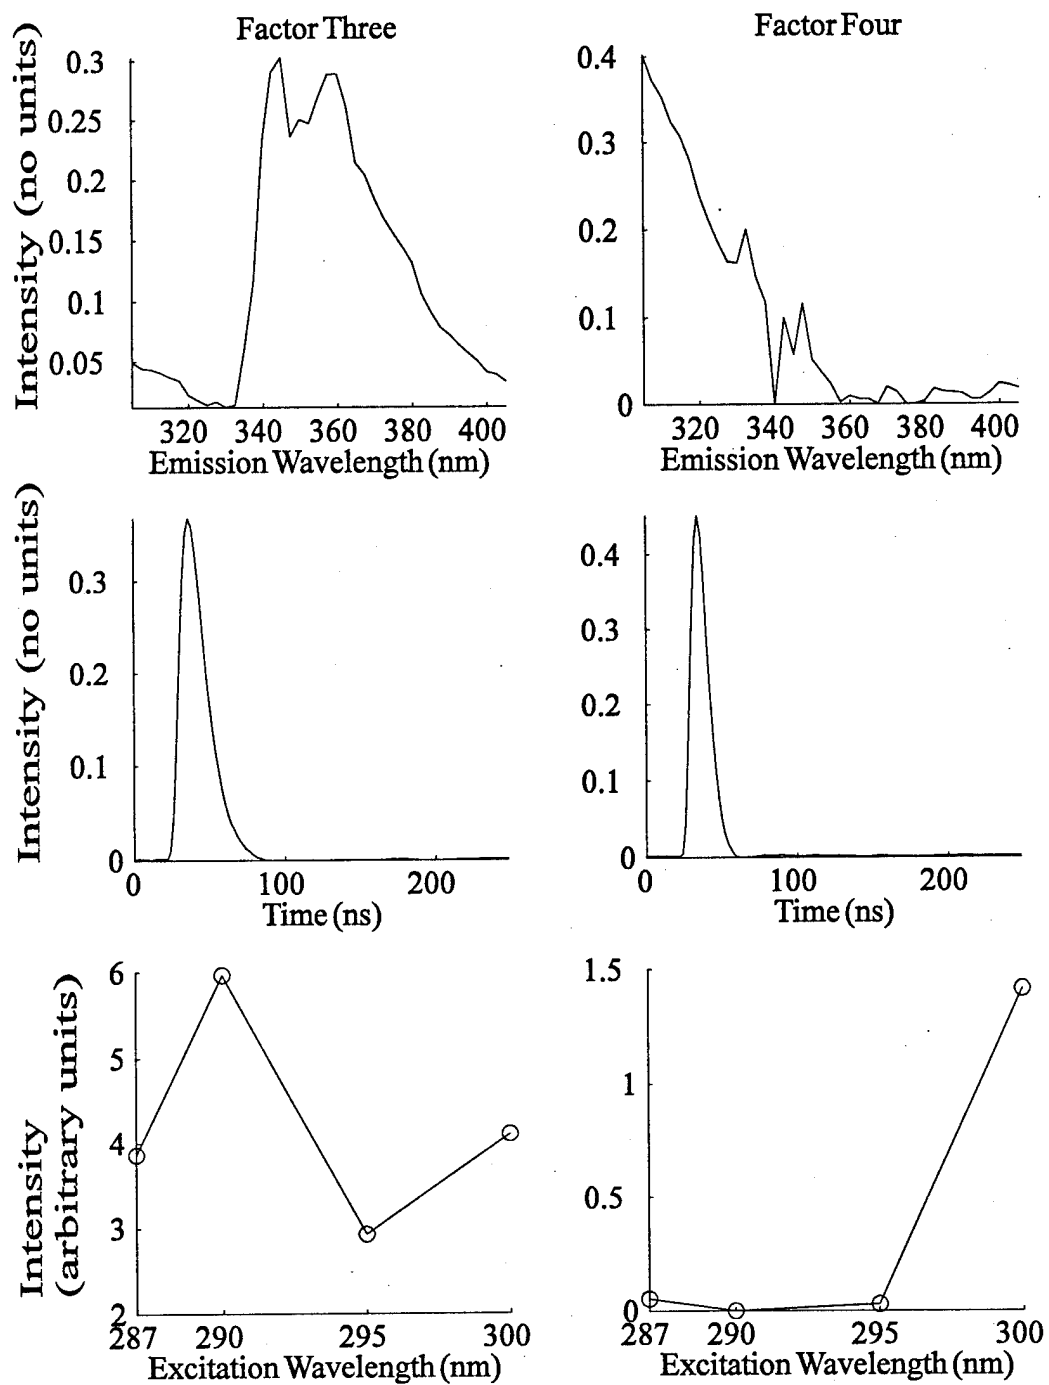 Factor Three
Factor Four
Intensity (no units)
0.3
0.25
0.2
0.15
0.1
0.05
320 340 360 380 400
Emission Wavelength (nm)
0.4
0.3
0.2
0.1
0
320 340 360 380 400
Emission Wavelength (nm)
Intensity (no units)
0.3
0.2
0.1
0
0 100 200
Time (ns)
0.4
0.3
0.2
0.1
0
0 100 200
Time (ns)
Intensity
(arbitrary units)
6
5
4
3
2
287 290 295 300
Excitation Wavelength (nm)
1.5
1
0.5
0
287 290 295 300
Excitation Wavelength (nm)